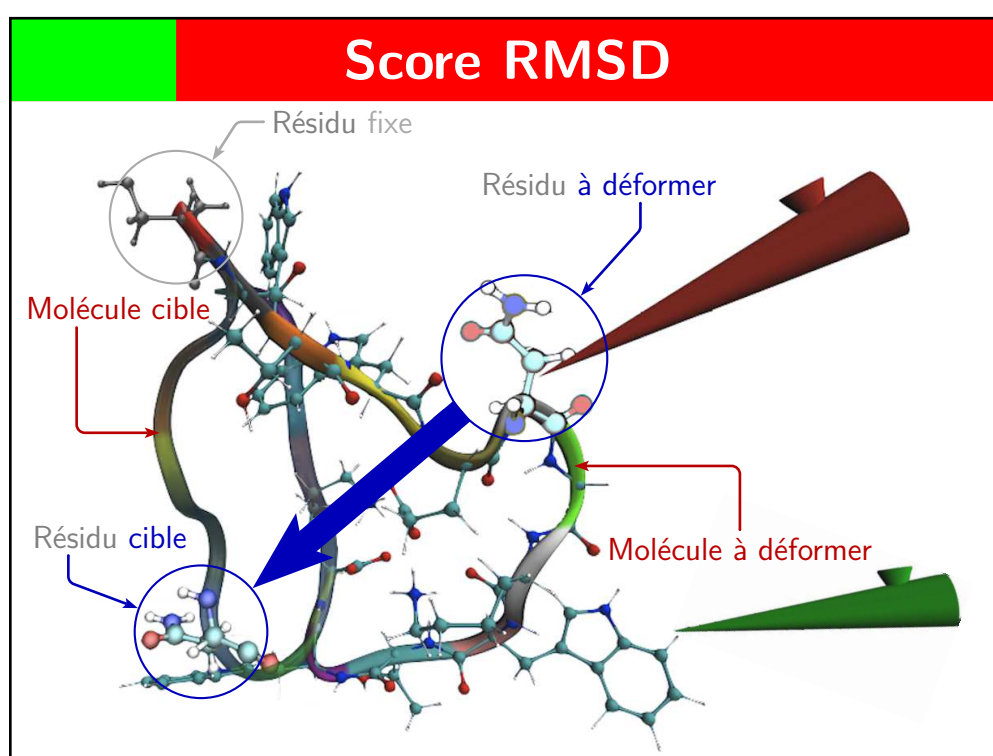 Score RMSD
Résidu fixe
Résidu à déformer
Molécule cible
Résidu cible
Molécule à déformer